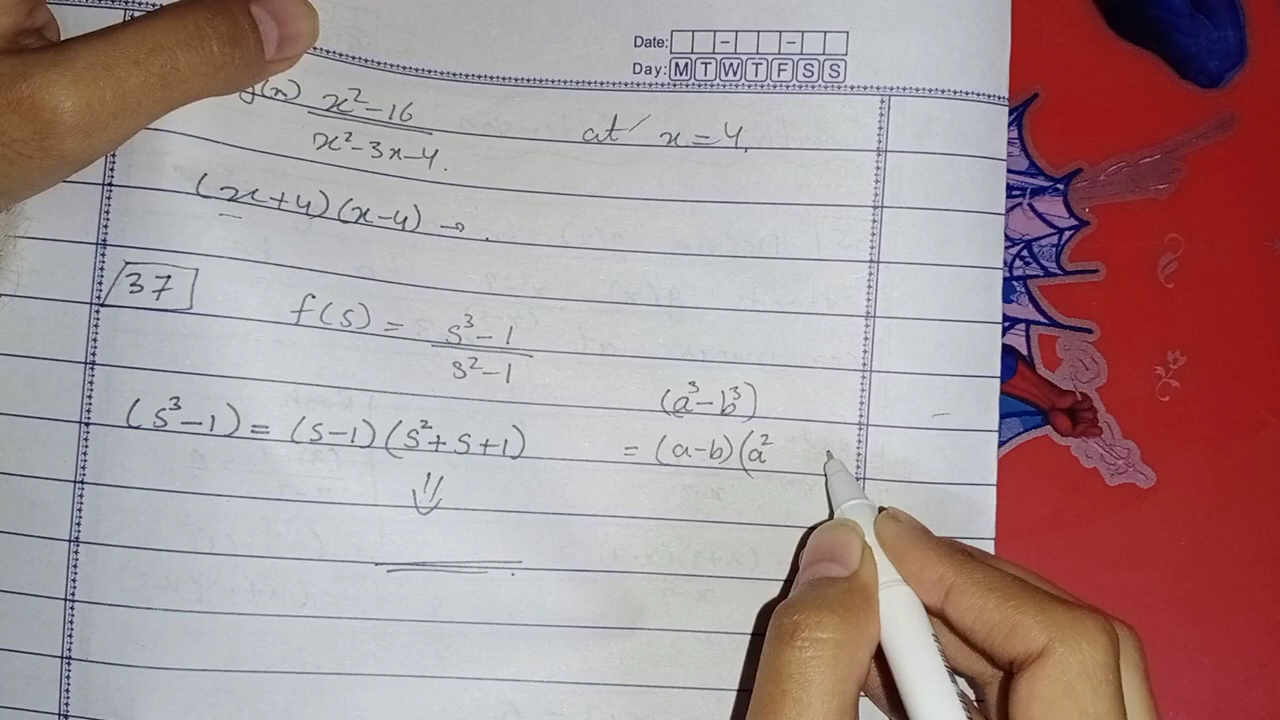 Date: – –
Day: M T W T F S S
g(x) x²-16 / x²-3x-4. at x=4.
(x+4)(x-4) →.
37
f(s) = s³-1 / s²-1
(a³-b³)
(s³-1) = (s-1)(s²+s+1) = (a-b)(a²